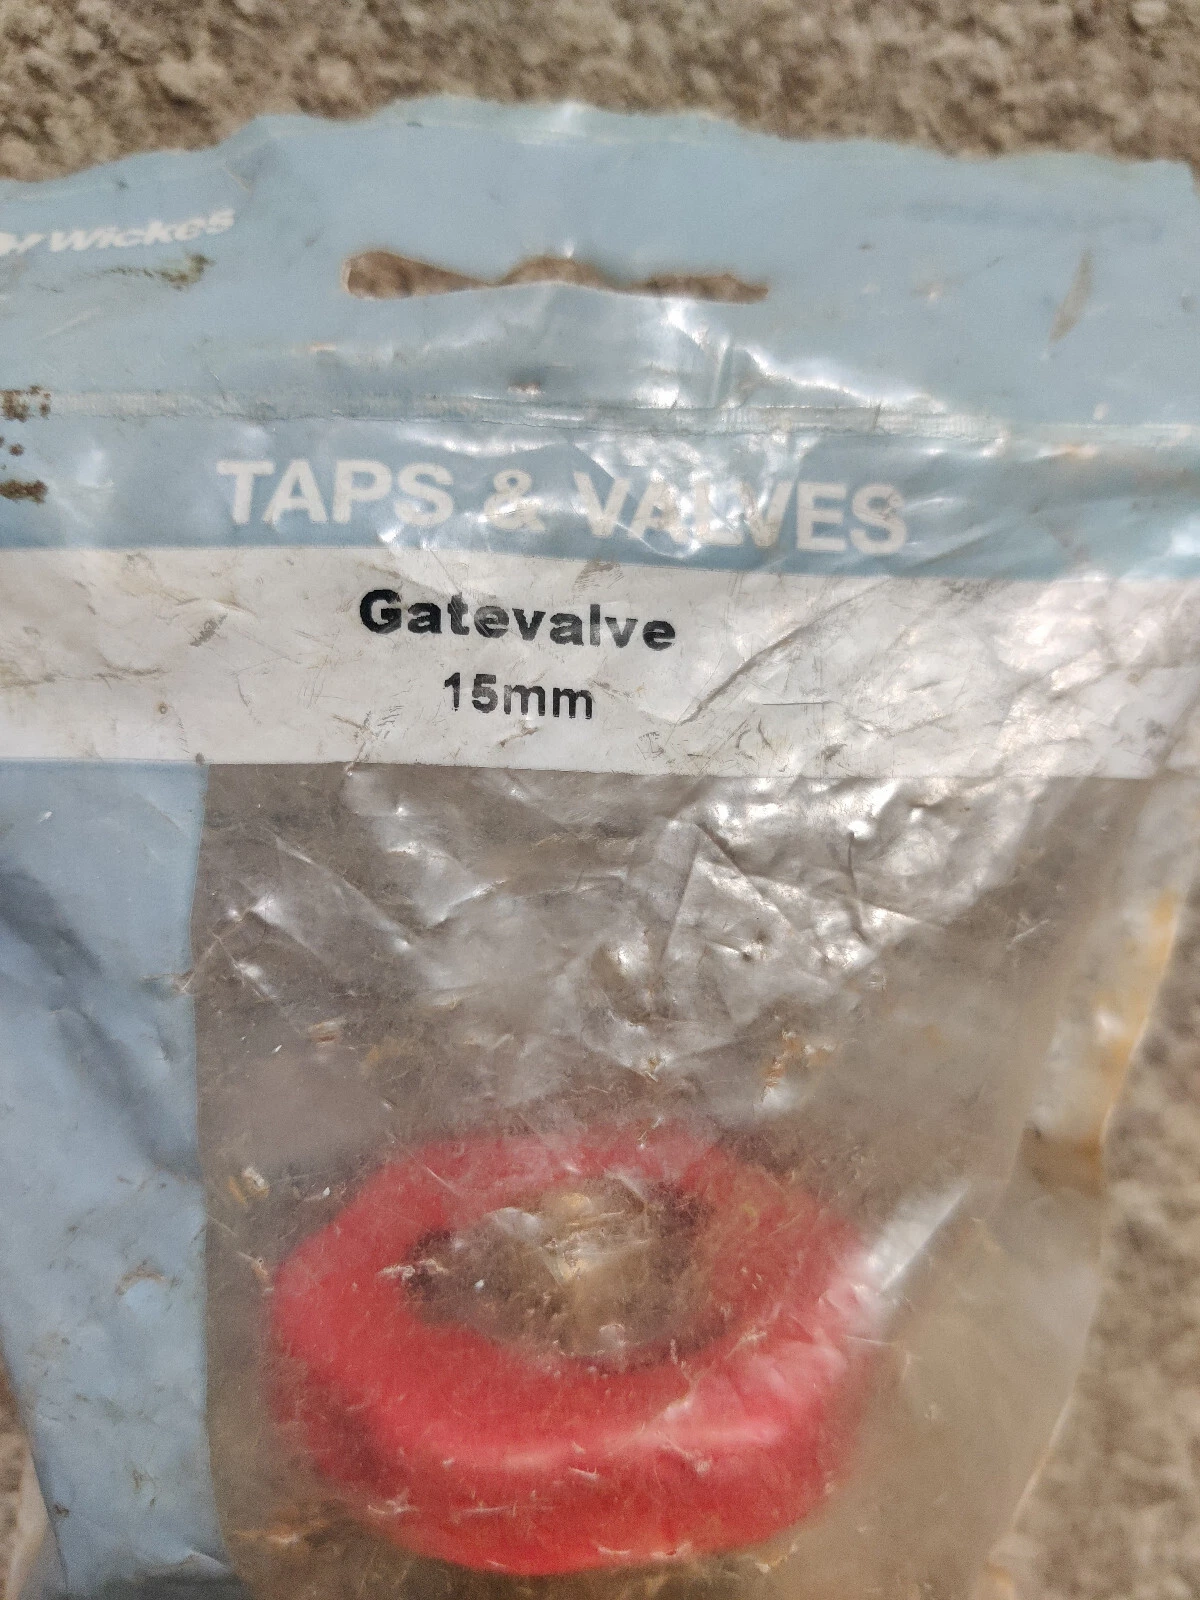 Wickes
TAPS & VALVES
Gatevalve
15mm